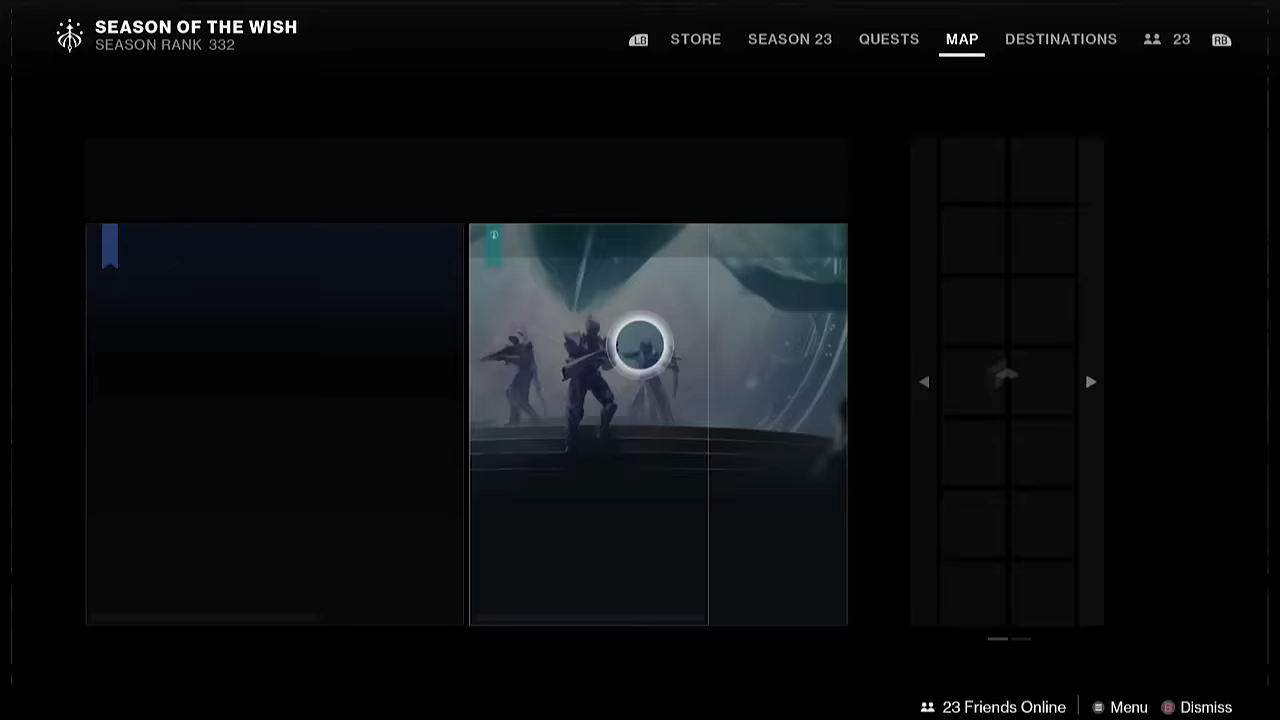 SEASON OF THE WISH
SEASON RANK 332
LB STORE SEASON 23 QUESTS MAP DESTINATIONS 23 RB
23 Friends Online Menu B Dismiss